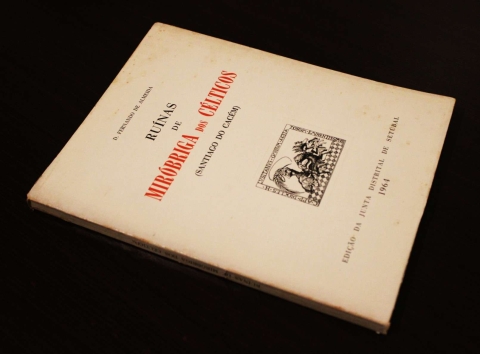 D. FERNANDO DE ALMEIDA
RUÍNAS
DE
MIRÓBRIGA DOS CÉLTICOS
(SANTIAGO DO CACÉM)
EDIÇÃO DA JUNTA DISTRITAL DE SETÚBAL
1964